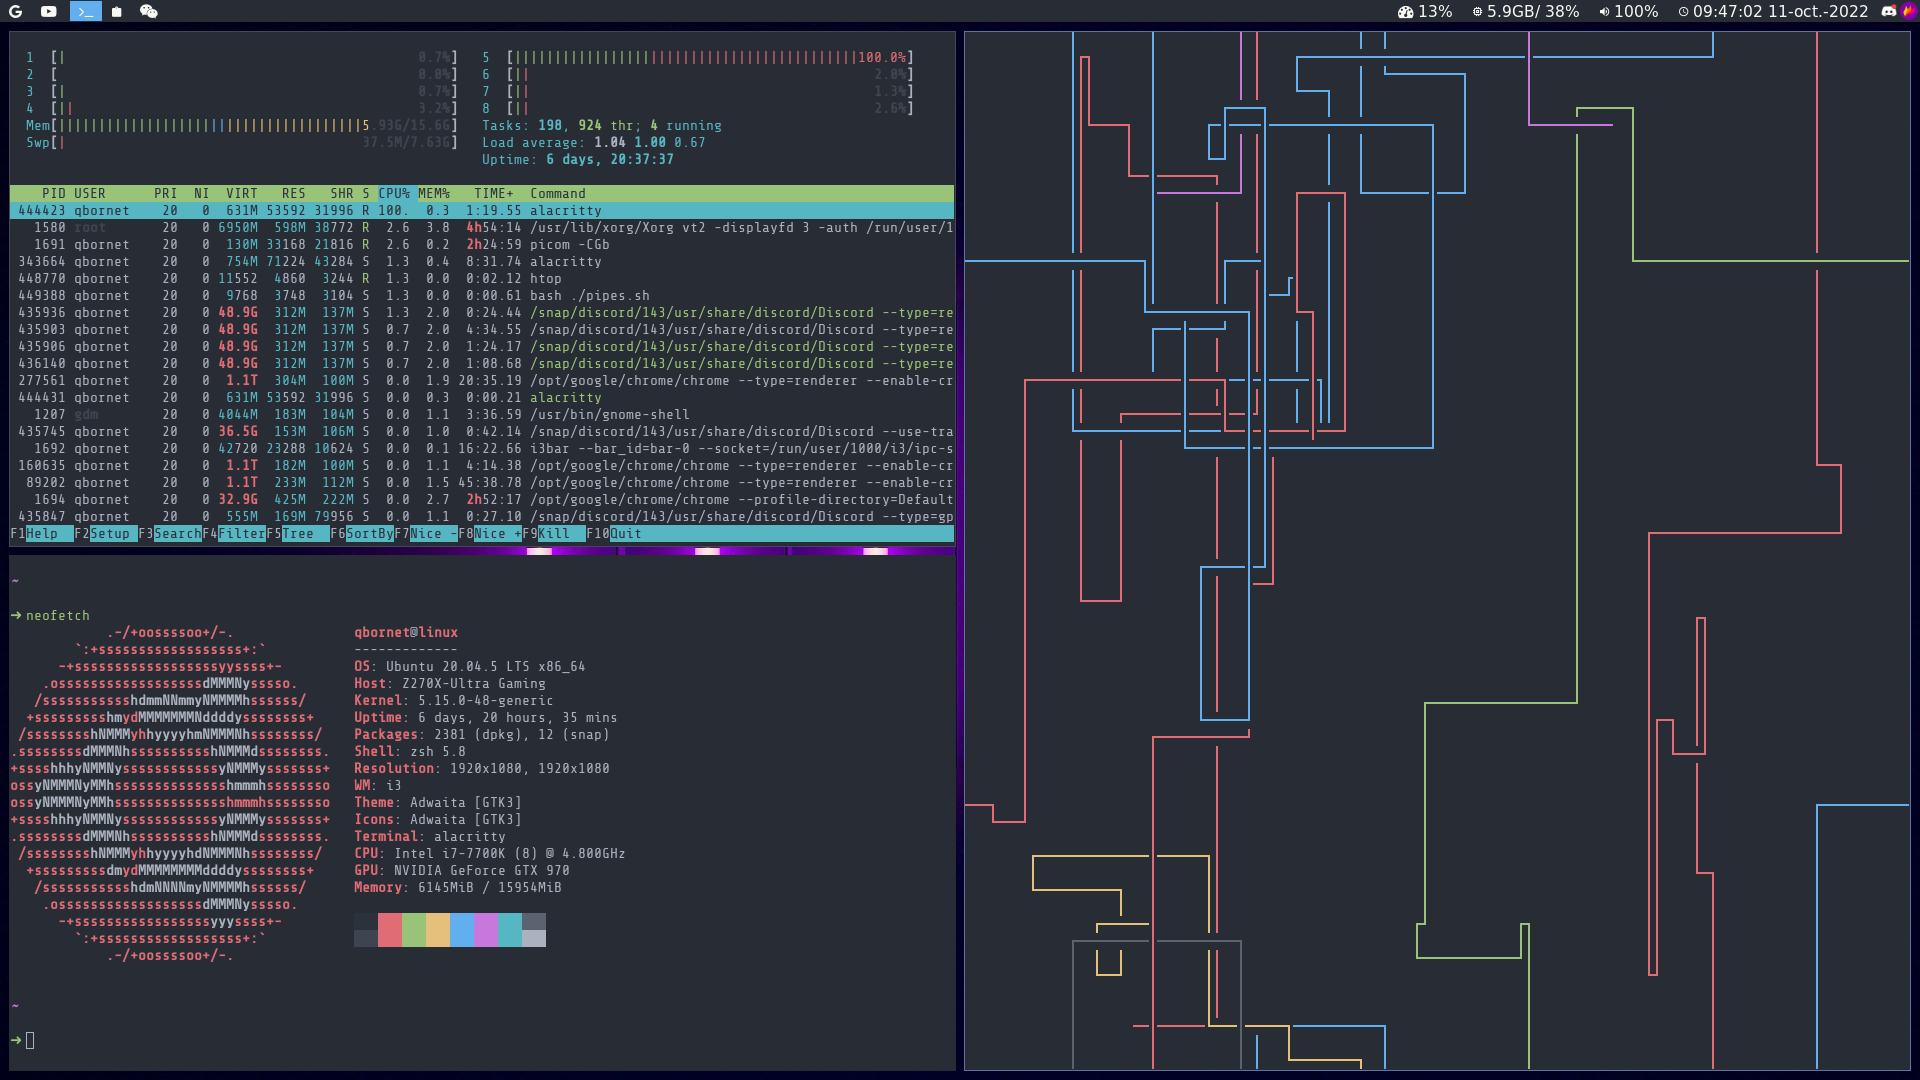 13% 5.9GB/ 38% 100% 09:47:02 11-oct.-2022
1 [| 0.7%]
2 [ 0.0%]
3 [| 0.7%]
4 [|| 3.2%]
Mem[||||||||||||||||||||||||||||||||||||||5.93G/15.6G]
Swp[| 37.5M/7.63G]
5 [|||||||||||||||||||||||||||||||||||||||||||100.0%]
6 [|| 2.0%]
7 [|| 1.3%]
8 [|| 2.6%]
Tasks: 198, 924 thr; 4 running
Load average: 1.04 1.00 0.67
Uptime: 6 days, 20:37:37
PID USER PRI NI VIRT RES SHR S CPU% MEM% TIME+ Command
444423 qbornet 20 0 631M 53592 31996 R 100. 0.3 1:19.55 alacritty
1580 root 20 0 6950M 598M 38772 R 2.6 3.8 4h54:14 /usr/lib/xorg/Xorg vt2 -displayfd 3 -auth /run/user/1
1691 qbornet 20 0 130M 33168 21816 R 2.6 0.2 2h24:59 picom -CGb
343664 qbornet 20 0 754M 71224 43284 S 1.3 0.4 8:31.74 alacritty
448770 qbornet 20 0 11552 4860 3244 R 1.3 0.0 0:02.12 htop
449388 qbornet 20 0 9768 3748 3104 S 1.3 0.0 0:00.61 bash ./pipes.sh
435936 qbornet 20 0 48.9G 312M 137M S 1.3 2.0 0:24.44 /snap/discord/143/usr/share/discord/Discord --type=re
435903 qbornet 20 0 48.9G 312M 137M S 0.7 2.0 4:34.55 /snap/discord/143/usr/share/discord/Discord --type=re
435906 qbornet 20 0 48.9G 312M 137M S 0.7 2.0 1:24.17 /snap/discord/143/usr/share/discord/Discord --type=re
436140 qbornet 20 0 48.9G 312M 137M S 0.7 2.0 1:08.68 /snap/discord/143/usr/share/discord/Discord --type=re
277561 qbornet 20 0 1.1T 304M 100M S 0.0 1.9 20:35.19 /opt/google/chrome/chrome --type=renderer --enable-cr
444431 qbornet 20 0 631M 53592 31996 S 0.0 0.3 0:00.21 alacritty
1207 gdm 20 0 4044M 183M 104M S 0.0 1.1 3:36.59 /usr/bin/gnome-shell
435745 qbornet 20 0 36.5G 153M 106M S 0.0 1.0 0:42.14 /snap/discord/143/usr/share/discord/Discord --use-tra
1692 qbornet 20 0 42720 23288 10624 S 0.0 0.1 16:22.66 i3bar --bar_id=bar-0 --socket=/run/user/1000/i3/ipc-s
160635 qbornet 20 0 1.1T 182M 100M S 0.0 1.1 4:14.38 /opt/google/chrome/chrome --type=renderer --enable-cr
89202 qbornet 20 0 1.1T 233M 112M S 0.0 1.5 45:38.78 /opt/google/chrome/chrome --type=renderer --enable-cr
1694 qbornet 20 0 32.9G 425M 222M S 0.0 2.7 2h52:17 /opt/google/chrome/chrome --profile-directory=Default
435847 qbornet 20 0 555M 169M 79956 S 0.0 1.1 0:27.10 /snap/discord/143/usr/share/discord/Discord --type=gp
F1Help F2Setup F3SearchF4FilterF5Tree F6SortByF7Nice -F8Nice +F9Kill F10Quit
~
➜ neofetch
.-/+oossssoo+/-.
`:+ssssssssssssssssss+:`
-+ssssssssssssssssssyyssss+-
.ossssssssssssssssssdMMMNysssso.
/ssssssssssshdmmNNmmyNMMMMhssssss/
+ssssssssshmydMMMMMMMNddddyssssssss+
/sssssssshNMMMyhhyyyyhmNMMMNhssssssss/
.ssssssssdMMMNhsssssssssshNMMMdssssssss.
+sssshhhyNMMNyssssssssssssyNMMMysssssss+
ossyNMMMNyMMhsssssssssssssshmmmhssssssso
ossyNMMMNyMMhsssssssssssssshmmmhssssssso
+sssshhhyNMMNyssssssssssssyNMMMysssssss+
.ssssssssdMMMNhsssssssssshNMMMdssssssss.
/sssssssshNMMMyhhyyyyhdNMMMNhssssssss/
+sssssssssdmydMMMMMMMMddddyssssssss+
/ssssssssssshdmNNNNmyNMMMMhssssss/
.ossssssssssssssssssdMMMNysssso.
-+sssssssssssssssssyyyssss+-
`:+ssssssssssssssssss+:`
.-/+oossssoo+/-.
qbornet@linux
-------------
OS: Ubuntu 20.04.5 LTS x86_64
Host: Z270X-Ultra Gaming
Kernel: 5.15.0-48-generic
Uptime: 6 days, 20 hours, 35 mins
Packages: 2381 (dpkg), 12 (snap)
Shell: zsh 5.8
Resolution: 1920x1080, 1920x1080
WM: i3
Theme: Adwaita [GTK3]
Icons: Adwaita [GTK3]
Terminal: alacritty
CPU: Intel i7-7700K (8) @ 4.800GHz
GPU: NVIDIA GeForce GTX 970
Memory: 6145MiB / 15954MiB
~
➜